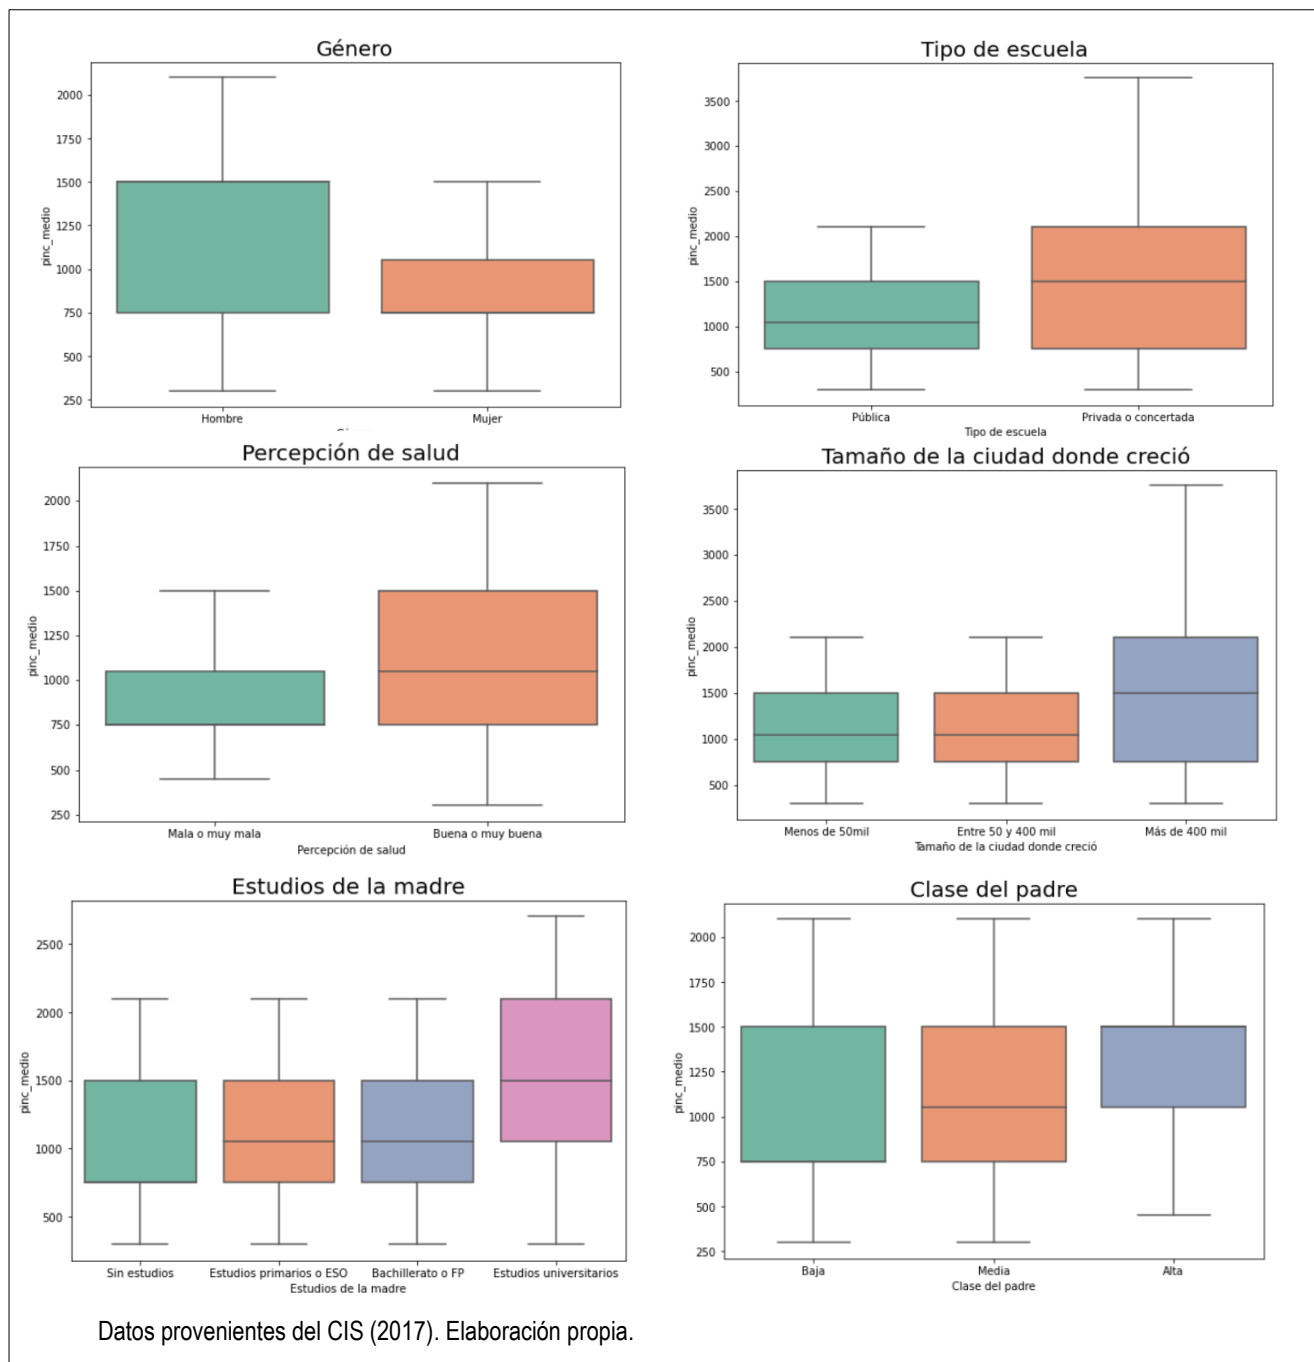 Género
2000
1750
1500
1250
1000
750
500
250
pinc_medio
Hombre
Mujer
Tipo de escuela
3500
3000
2500
2000
1500
1000
500
pinc_medio
Pública
Privada o concertada
Tipo de escuela
Percepción de salud
2000
1750
1500
1250
1000
750
500
250
pinc_medio
Mala o muy mala
Buena o muy buena
Percepción de salud
Tamaño de la ciudad donde creció
3500
3000
2500
2000
1500
1000
500
pinc_medio
Menos de 50mil
Entre 50 y 400 mil
Más de 400 mil
Tamaño de la ciudad donde creció
Estudios de la madre
2500
2000
1500
1000
500
pinc_medio
Sin estudios
Estudios primarios o ESO
Bachillerato o FP
Estudios universitarios
Estudios de la madre
Clase del padre
2000
1750
1500
1250
1000
750
500
250
pinc_medio
Baja
Media
Alta
Clase del padre
Datos provenientes del CIS (2017). Elaboración propia.